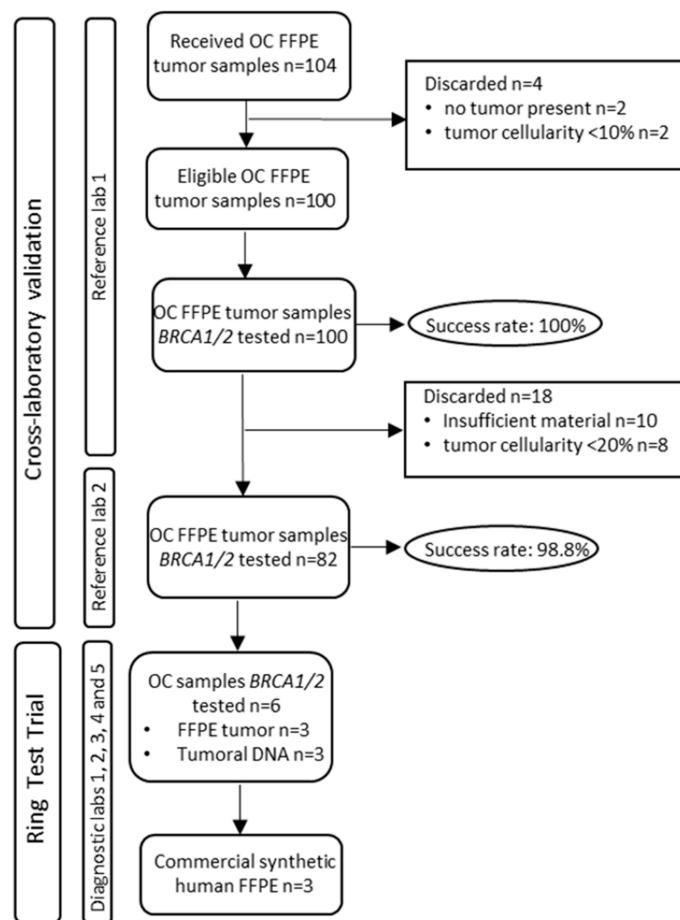 Cross-laboratory validation
Reference lab 1
Received OC FFPE
tumor samples n=104
Discarded n=4
• no tumor present n=2
• tumor cellularity <10% n=2
Eligible OC FFPE
tumor samples n=100
OC FFPE tumor samples
BRCA1/2 tested n=100
Success rate: 100%
Discarded n=18
• Insufficient material n=10
• tumor cellularity <20% n=8
Reference lab 2
OC FFPE tumor samples
BRCA1/2 tested n=82
Success rate: 98.8%
Ring Test Trial
Diagnostic labs 1, 2, 3, 4 and 5
OC samples BRCA1/2
tested n=6
• FFPE tumor n=3
• Tumoral DNA n=3
Commercial synthetic
human FFPE n=3